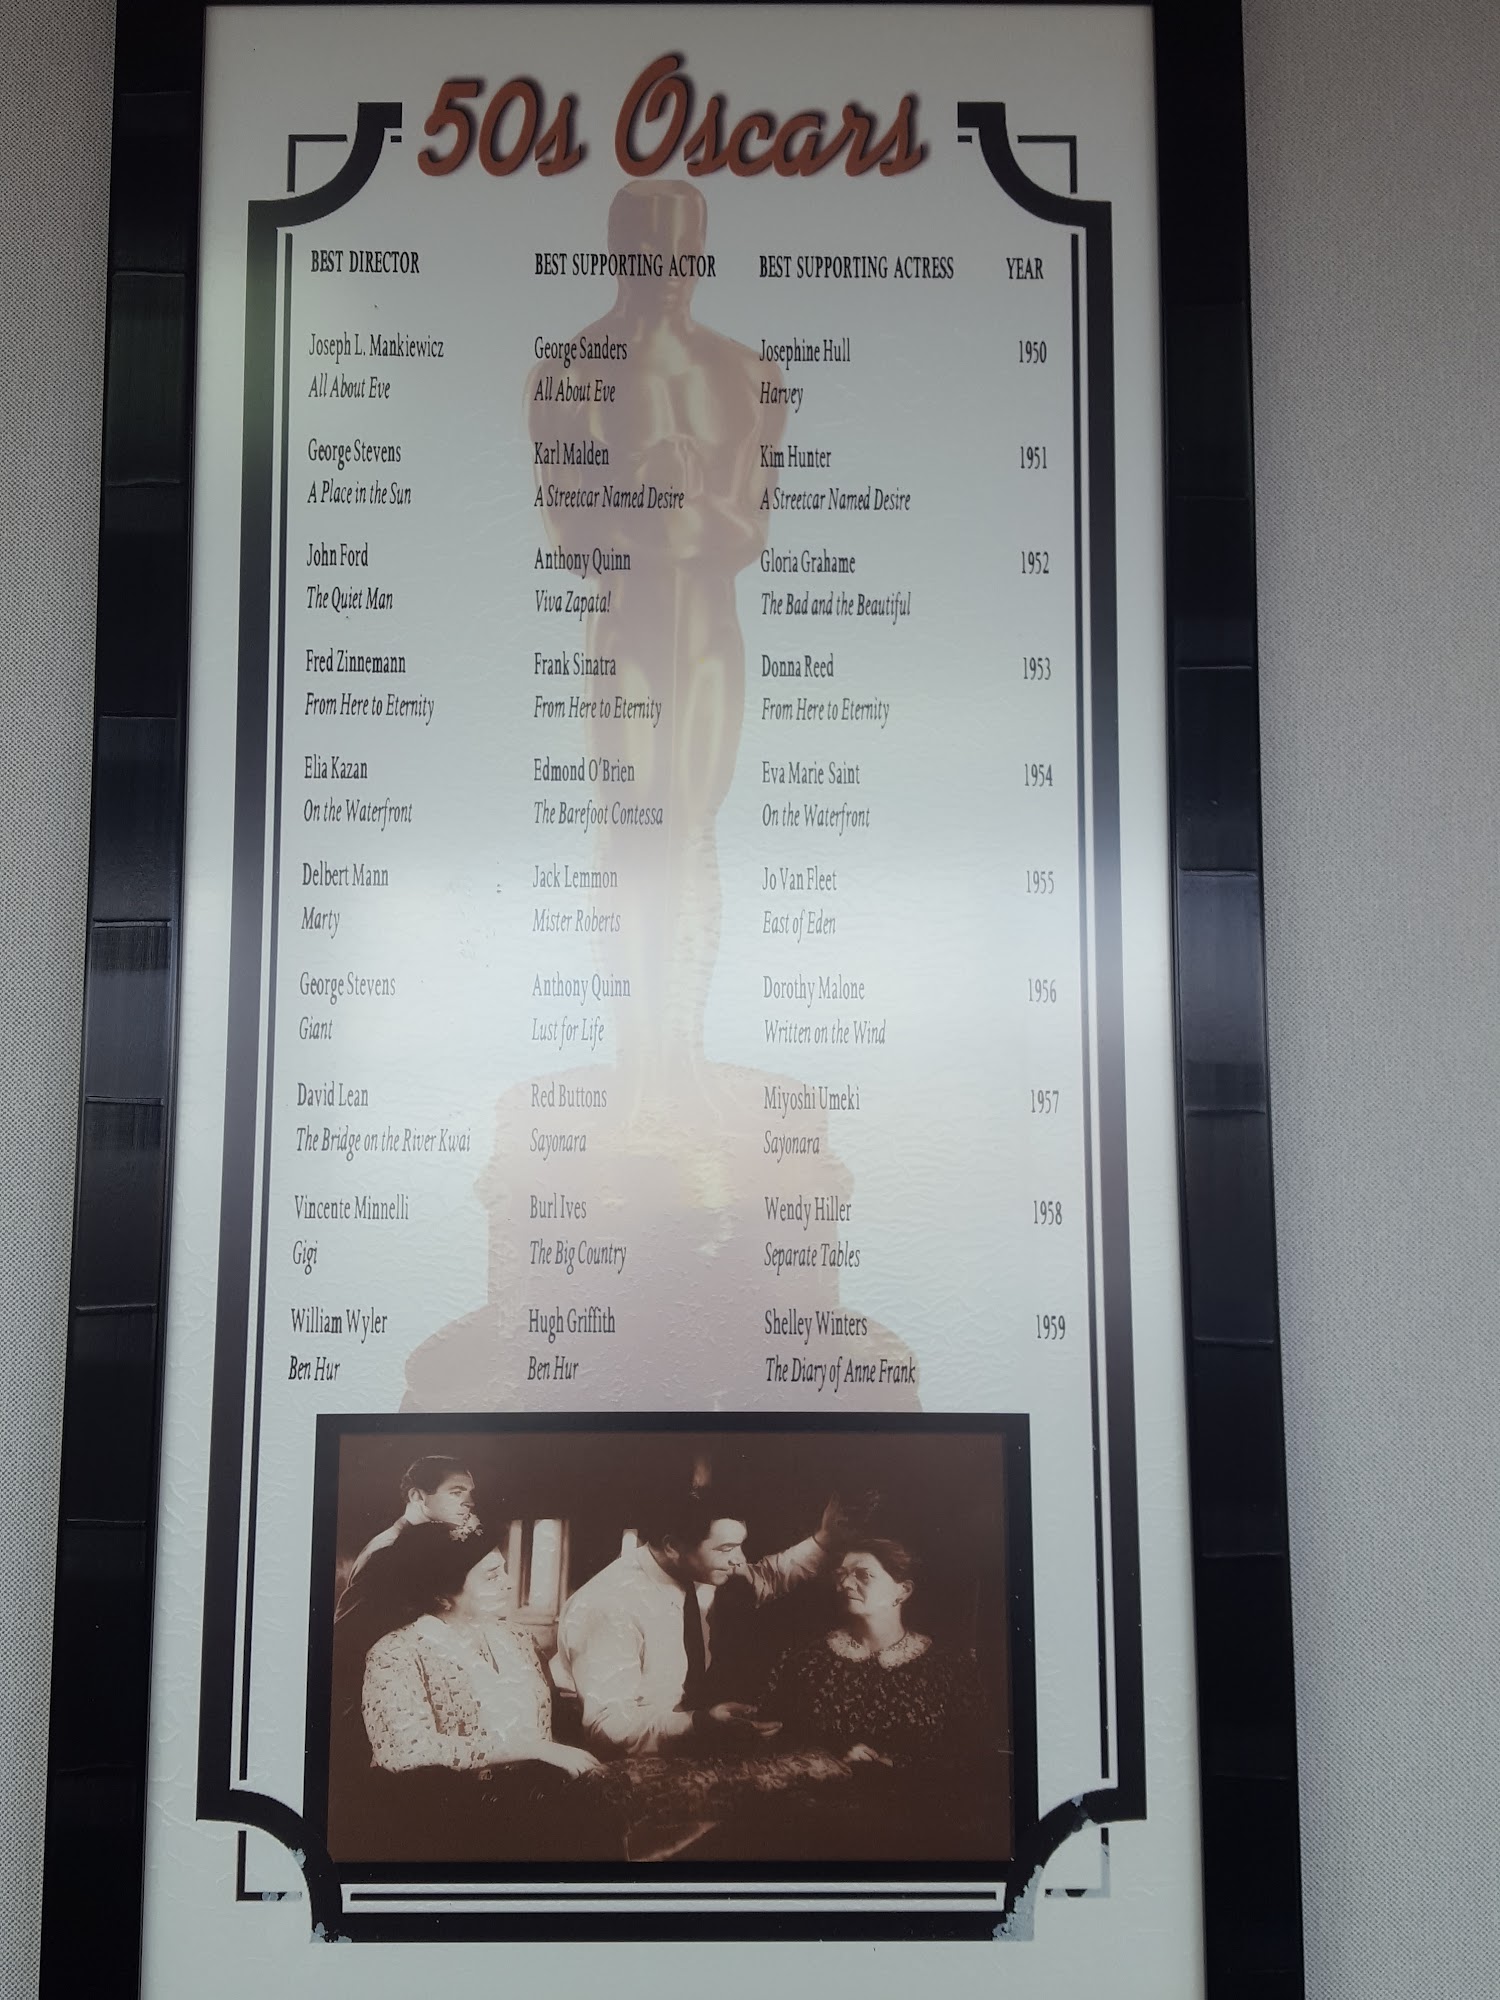 50s Oscars
BEST DIRECTOR BEST SUPPORTING ACTOR BEST SUPPORTING ACTRESS YEAR
Joseph L. Mankiewicz George Sanders Josephine Hull 1950
All About Eve All About Eve Harvey
George Stevens Karl Malden Kim Hunter 1951
A Place in the Sun A Streetcar Named Desire A Streetcar Named Desire
John Ford Anthony Quinn Gloria Grahame 1952
The Quiet Man Viva Zapata! The Bad and the Beautiful
Fred Zinnemann Frank Sinatra Donna Reed 1953
From Here to Eternity From Here to Eternity From Here to Eternity
Elia Kazan Edmond O'Brien Eva Marie Saint 1954
On the Waterfront The Barefoot Contessa On the Waterfront
Delbert Mann Jack Lemmon Jo Van Fleet 1955
Marty Mister Roberts East of Eden
George Stevens Anthony Quinn Dorothy Malone 1956
Giant Lust for Life Written on the Wind
David Lean Red Buttons Miyoshi Umeki 1957
The Bridge on the River Kwai Sayonara Sayonara
Vincente Minnelli Burl Ives Wendy Hiller 1958
Gigi The Big Country Separate Tables
William Wyler Hugh Griffith Shelley Winters 1959
Ben Hur Ben Hur The Diary of Anne Frank